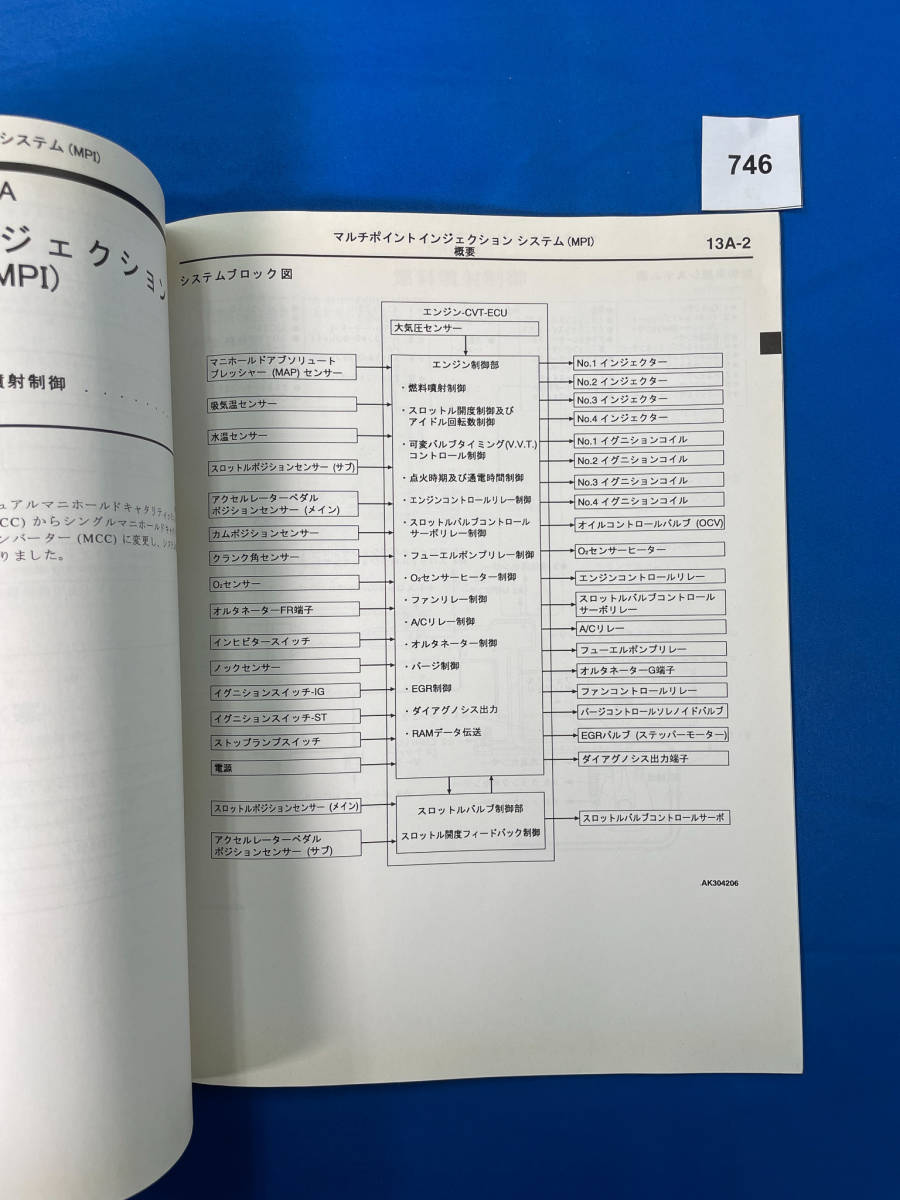 システム (MPI)
A
ジェクション
MPI)
噴射制御 . . . . . . .
ュアルマニホールドキャタリティッ
CC) からシングルマニホールドキャ
ンバーター (MCC) に変更し、シス
りました。
746
マルチポイント インジェクション システム (MPI)
概要
13A-2
システムブロック図
エンジン-CVT-ECU
大気圧センサー
マニホールドアブソリュート
プレッシャー (MAP) センサー
吸気温センサー
水温センサー
スロットルポジションセンサー (サブ)
アクセルレーターペダル
ポジションセンサー (メイン)
カムポジションセンサー
クランク角センサー
O₂センサー
オルタネーターFR端子
インヒビタースイッチ
ノックセンサー
イグニションスイッチ-IG
イグニションスイッチ-ST
ストップランプスイッチ
電源
スロットルポジションセンサー (メイン)
アクセルレーターペダル
ポジションセンサー (サブ)
エンジン制御部
・燃料噴射制御
・スロットル開度制御及び
アイドル回転数制御
・可変バルブタイミング(V.V.T.)
コントロール制御
・点火時期及び通電時間制御
・エンジンコントロールリレー制御
・スロットルバルブコントロール
サーボリレー制御
・フューエルポンプリレー制御
・O₂センサーヒーター制御
・ファンリレー制御
・A/Cリレー制御
・オルタネーター制御
・パージ制御
・EGR制御
・ダイアグノシス出力
・RAMデータ伝送
スロットルバルブ制御部
スロットル開度フィードバック制御
No.1 インジェクター
No.2 インジェクター
No.3 インジェクター
No.4 インジェクター
No.1 イグニションコイル
No.2 イグニションコイル
No.3 イグニションコイル
No.4 イグニションコイル
オイルコントロールバルブ (OCV)
O₂センサーヒーター
エンジンコントロールリレー
スロットルバルブコントロール
サーボリレー
A/Cリレー
フューエルポンプリレー
オルタネーターG端子
ファンコントロールリレー
パージコントロールソレノイドバルブ
EGRバルブ (ステッパーモーター)
ダイアグノシス出力端子
スロットルバルブコントロールサーボ
AK304206